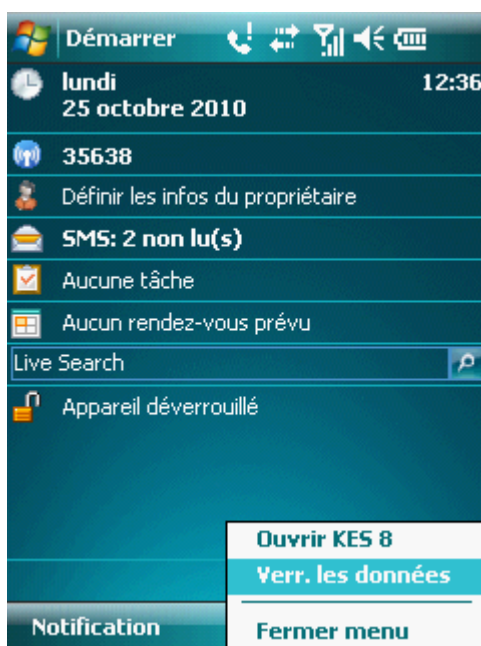 Démarrer
lundi 12:36
25 octobre 2010
35638
Définir les infos du propriétaire
SMS: 2 non lu(s)
Aucune tâche
Aucun rendez-vous prévu
Live Search
Appareil déverrouillé
Ouvrir KES 8
Verr. les données
Notification Fermer menu